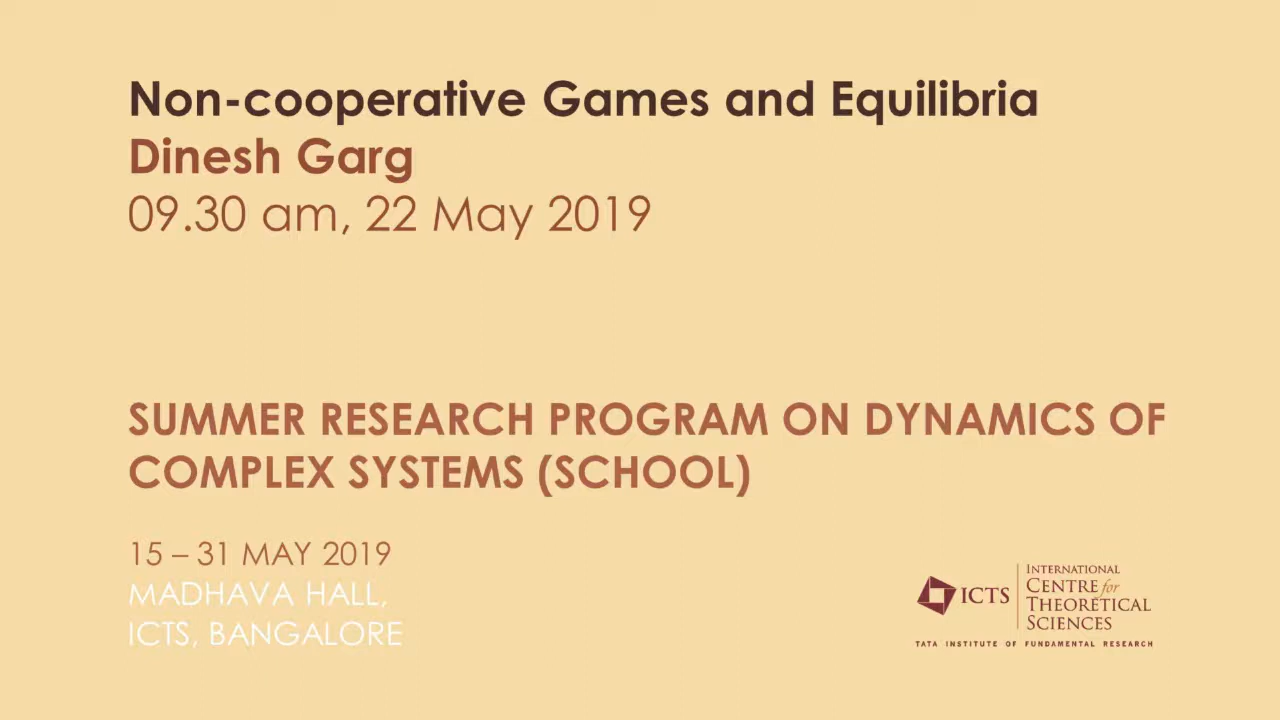 Non-cooperative Games and Equilibria
Dinesh Garg
09.30 am, 22 May 2019
SUMMER RESEARCH PROGRAM ON DYNAMICS OF
COMPLEX SYSTEMS (SCHOOL)
15 – 31 MAY 2019
MADHAVA HALL,
ICTS, BANGALORE
ICTS
INTERNATIONAL
CENTRE for
THEORETICAL
SCIENCES
TATA INSTITUTE OF FUNDAMENTAL RESEARCH